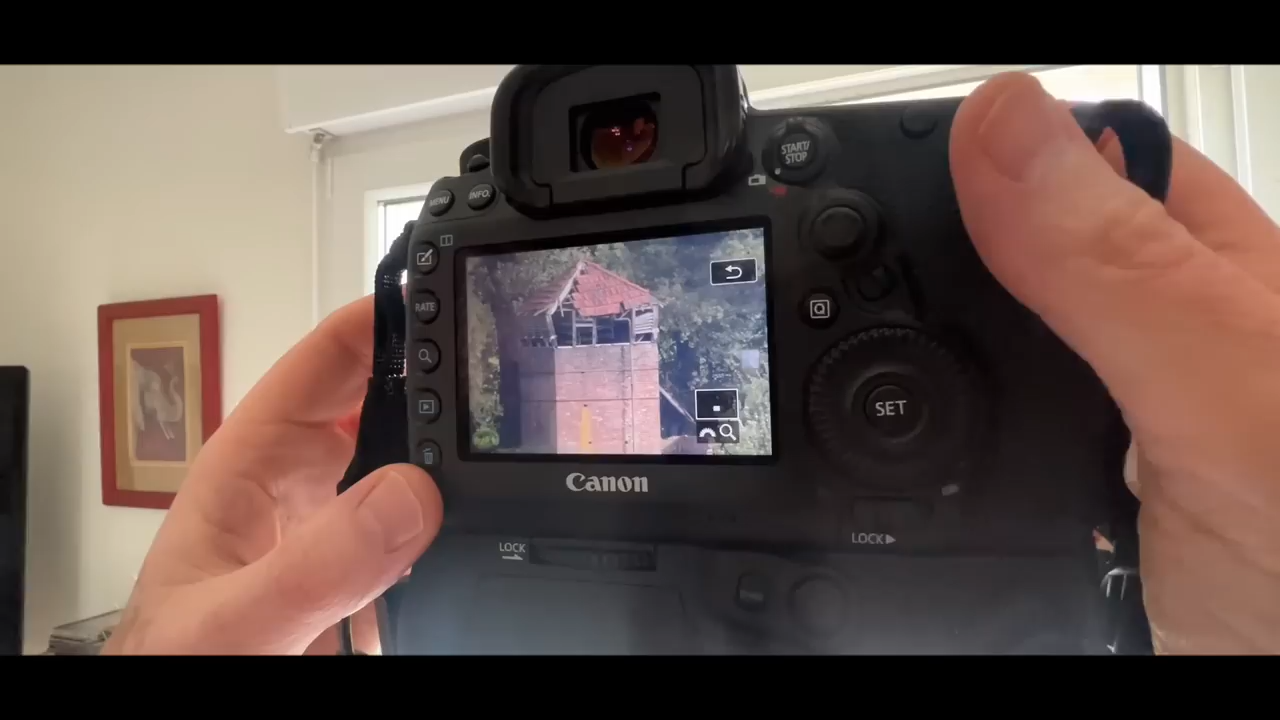 START/
STOP
MENU
INFO.
RATE
Q
SET
Canon
LOCK
LOCK▶